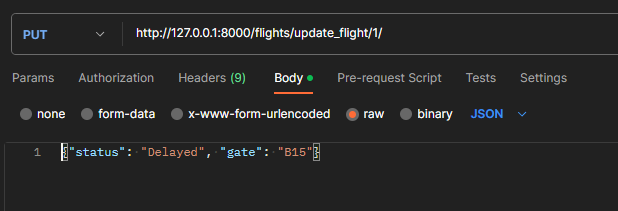 PUT http://127.0.0.1:8000/flights/update_flight/1/
Params Authorization Headers (9) Body Pre-request Script Tests Settings
none form-data x-www-form-urlencoded raw binary JSON
1 {"status": "Delayed", "gate": "B15"}